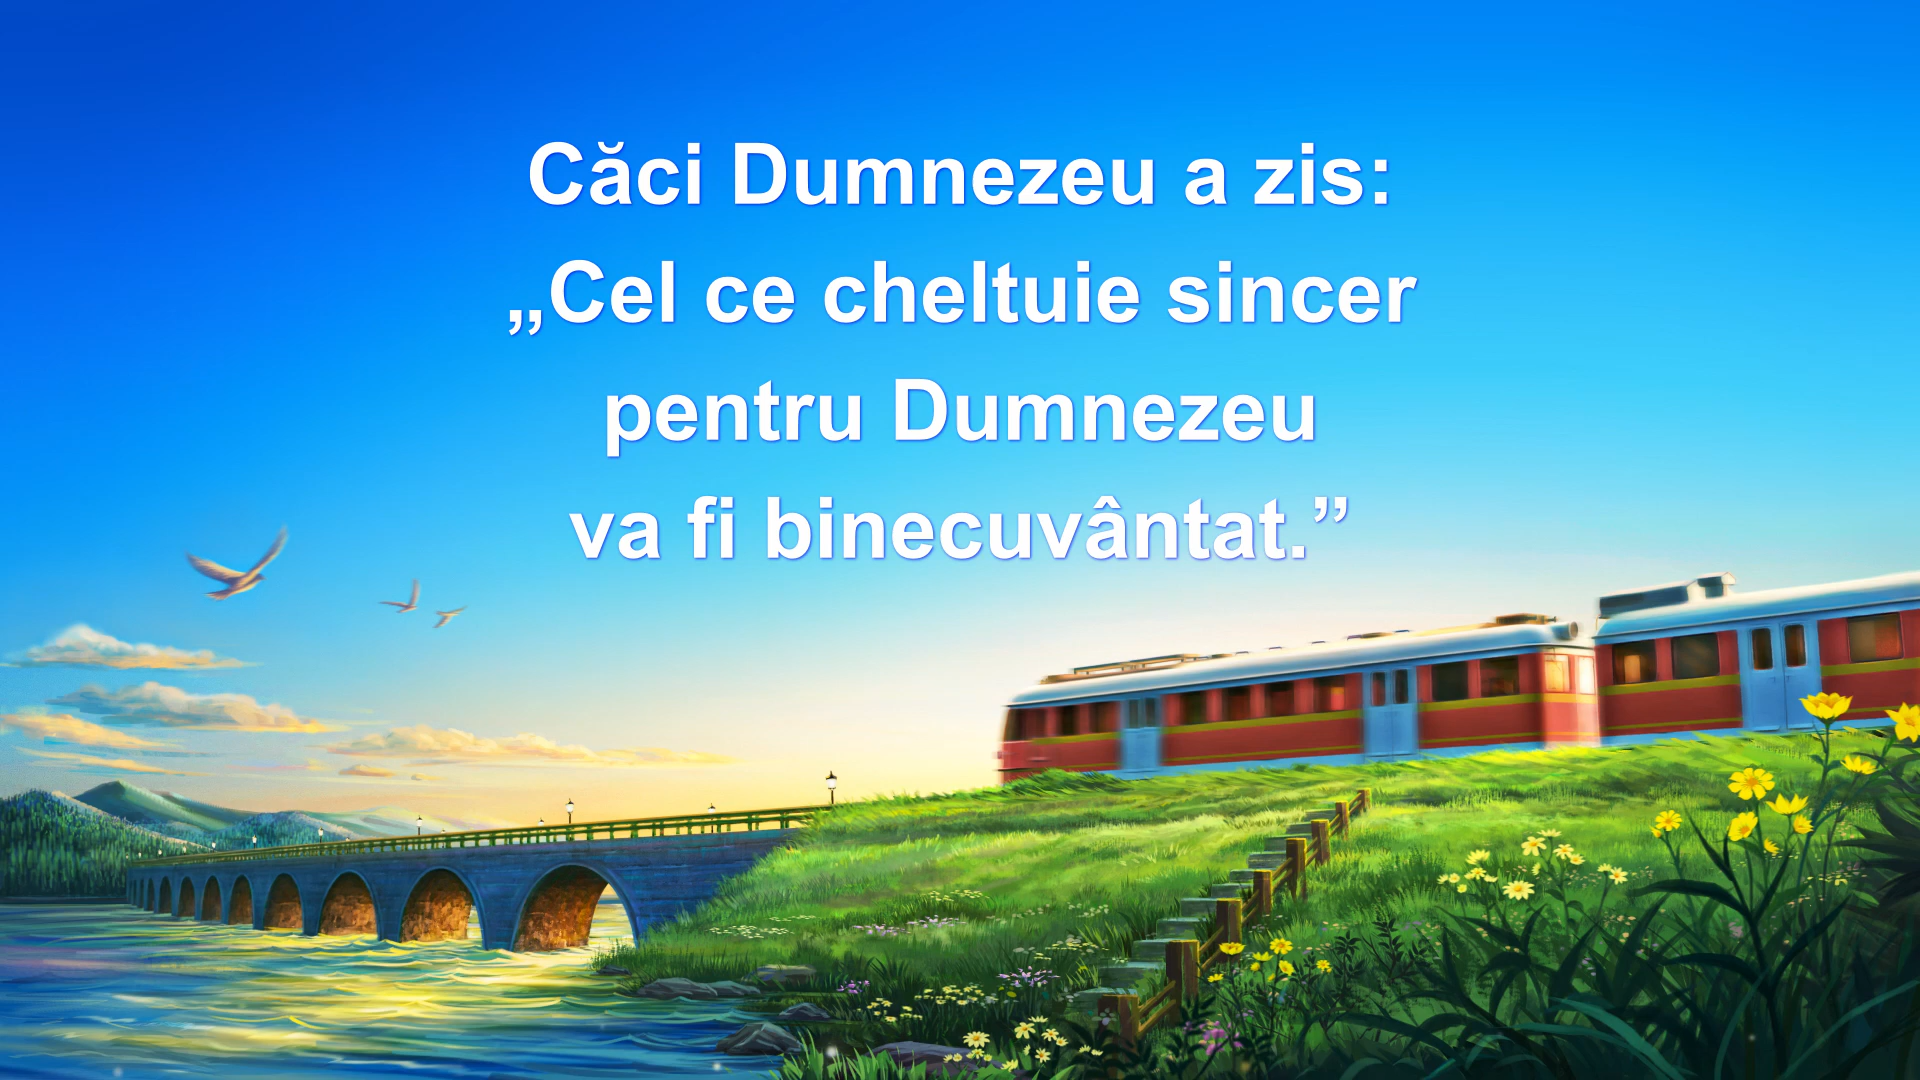 Căci Dumnezeu a zis:
„Cel ce cheltuie sincer
pentru Dumnezeu
va fi binecuvântat.”